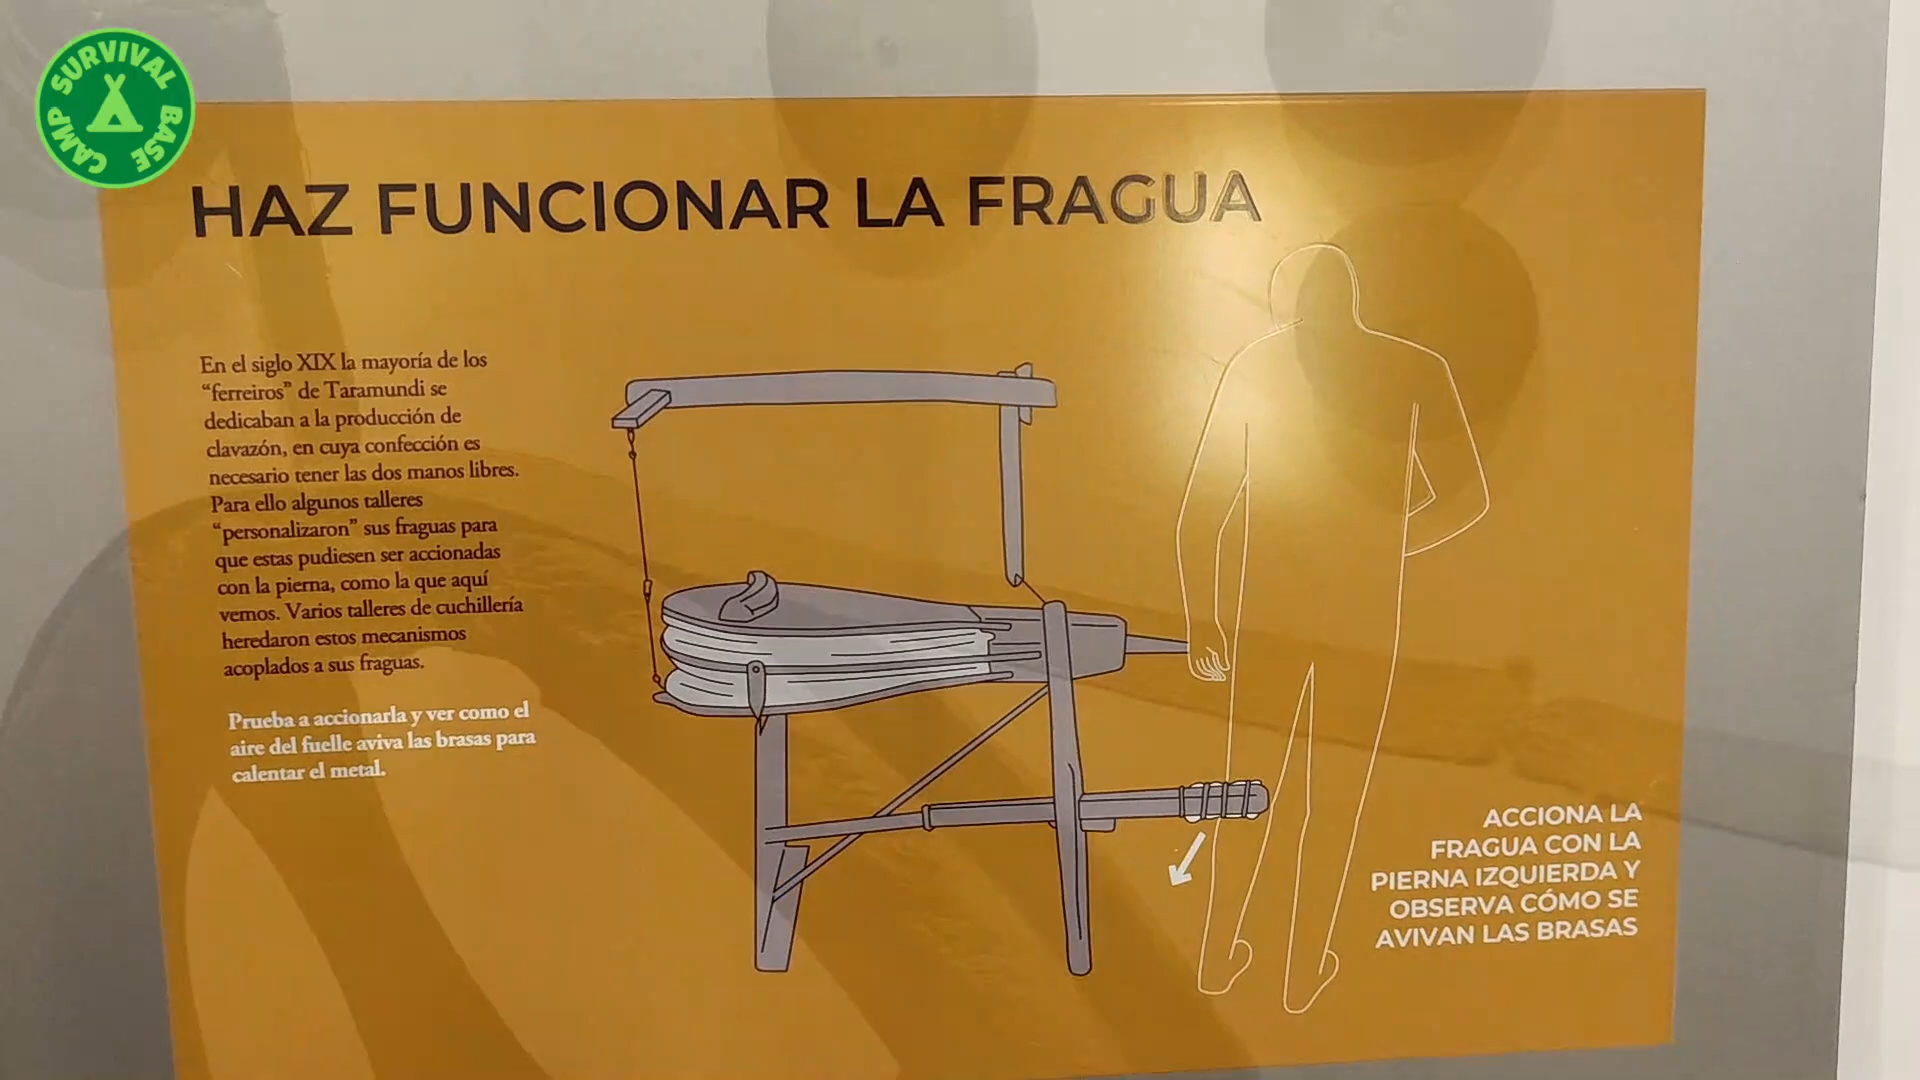 CAMP SURVIVAL BASE
HAZ FUNCIONAR LA FRAGUA
En el siglo XIX la mayoría de los
“ferreiros” de Taramundi se
dedicaban a la producción de
clavazón, en cuya confección es
necesario tener las dos manos libres.
Para ello algunos talleres
“personalizaron” sus fraguas para
que estas pudiesen ser accionadas
con la pierna, como la que aquí
vemos. Varios talleres de cuchillería
heredaron estos mecanismos
acoplados a sus fraguas.
Prueba a accionarla y ver como el
aire del fuelle aviva las brasas para
calentar el metal.
ACCIONA LA
FRAGUA CON LA
PIERNA IZQUIERDA Y
OBSERVA CÓMO SE
AVIVAN LAS BRASAS